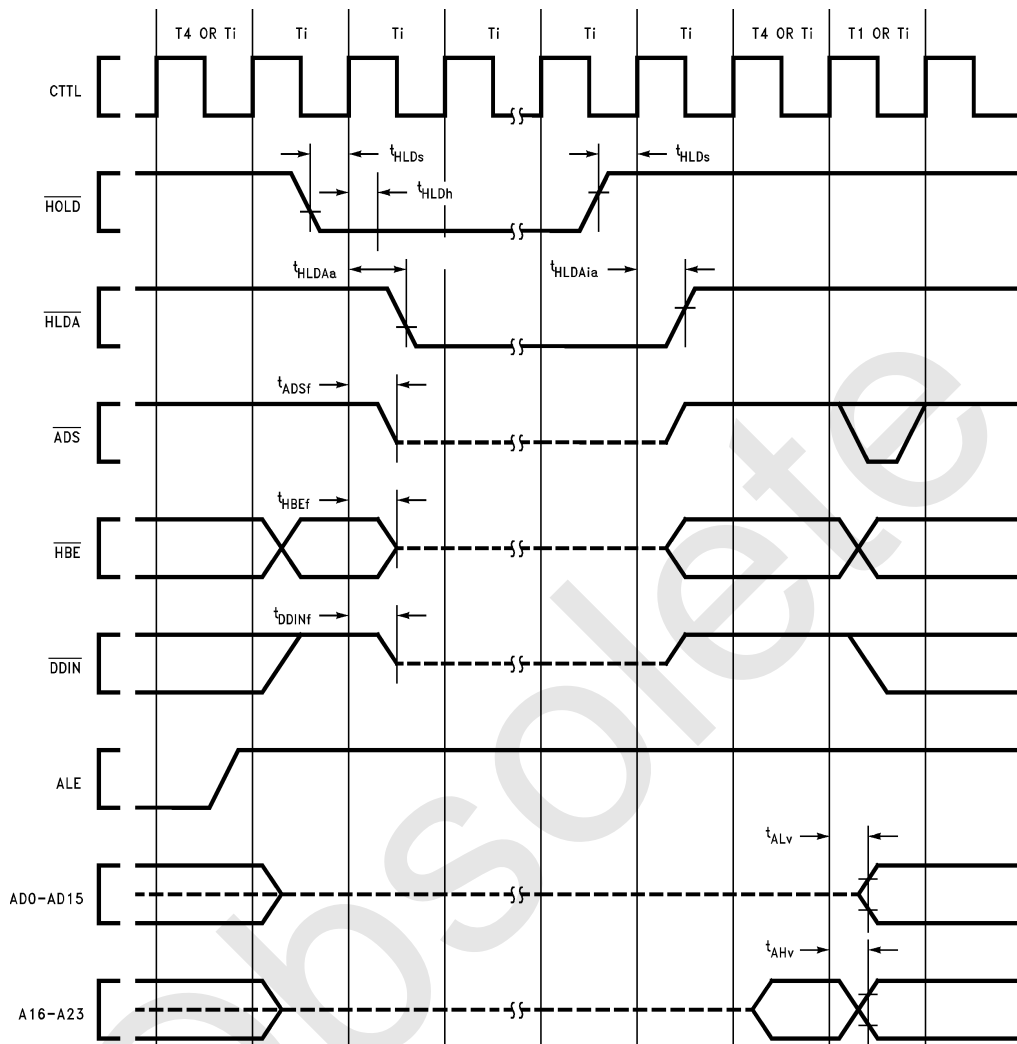 T4 OR Ti Ti Ti Ti Ti Ti T4 OR Ti T1 OR Ti
CTTL
tHLDs tHLDs
HOLD
tHLDh
tHLDAa tHLDAia
HLDA
tADSf
ADS
tHBEf
HBE
tDDINf
DDIN
ALE
tALv
AD0-AD15
tAHv
A16-A23
obsolete